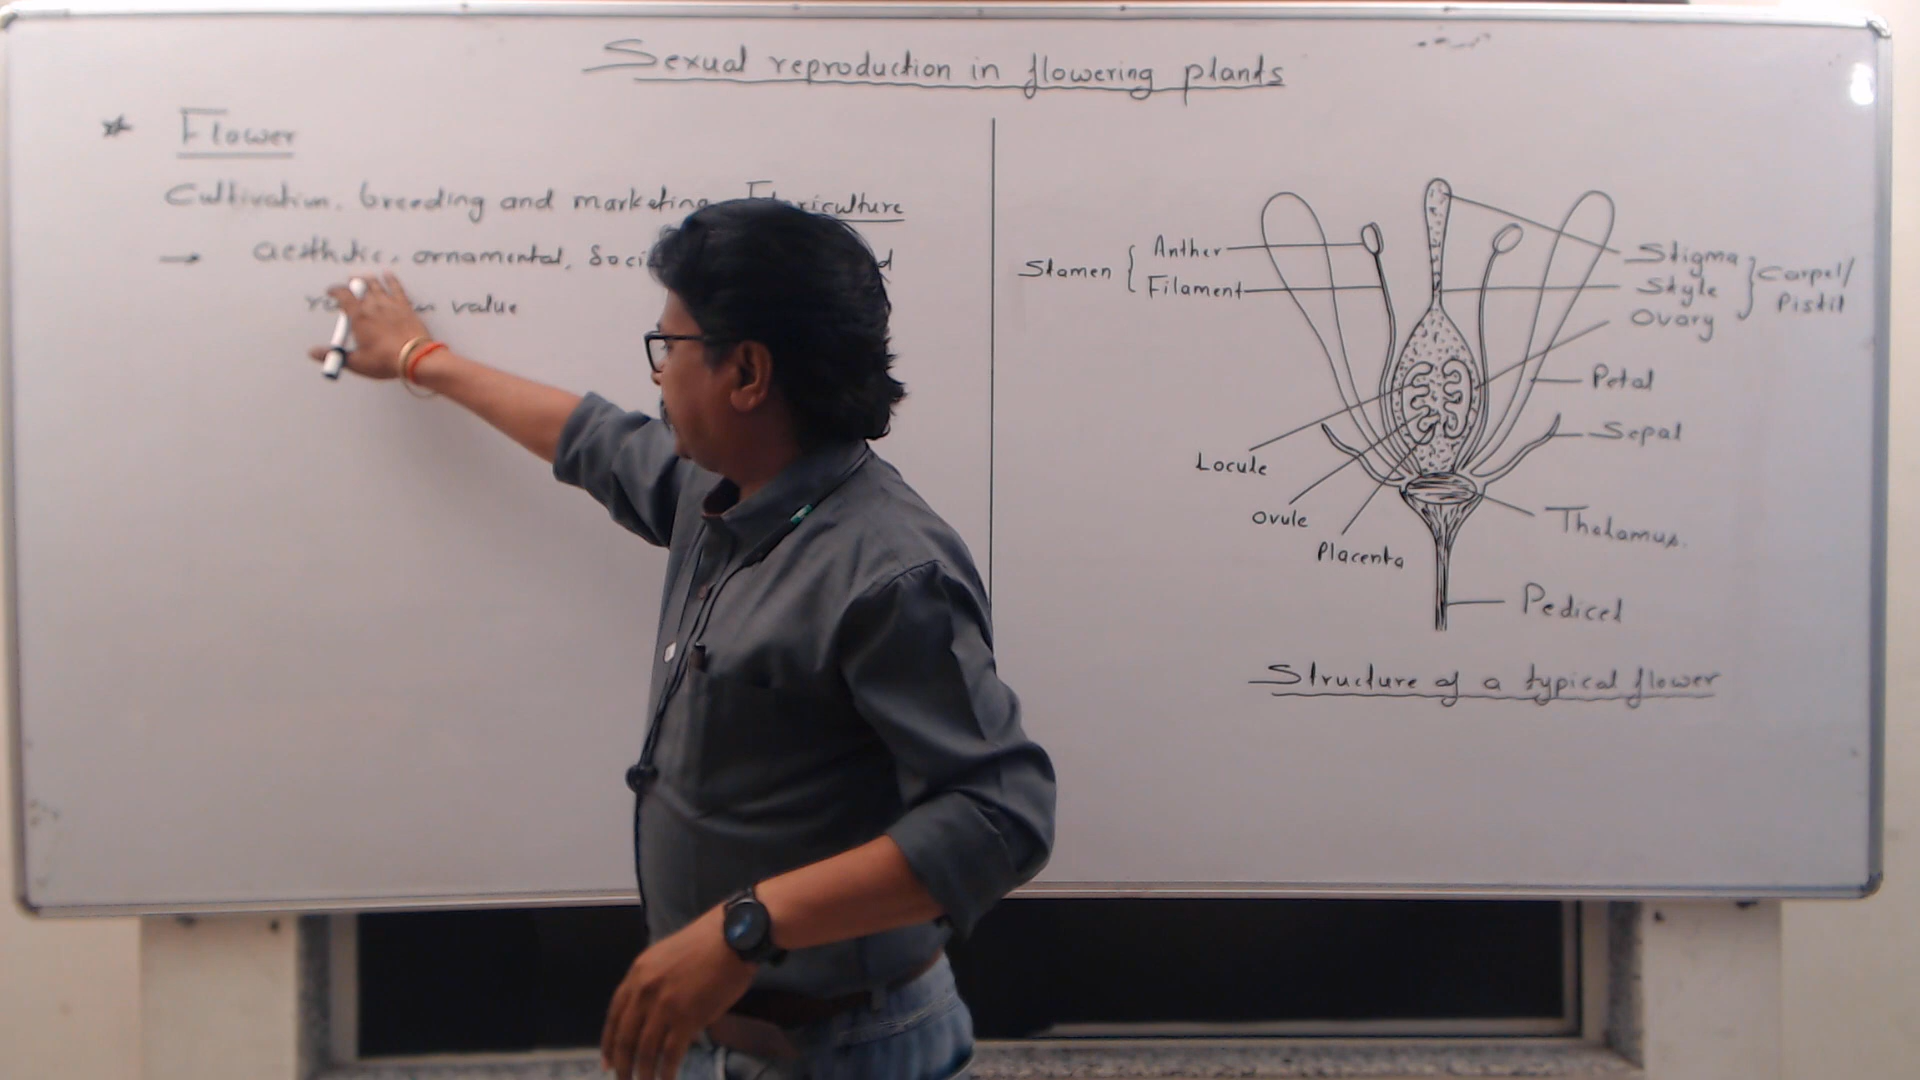 Sexual reproduction in flowering plants
* Flower
Cultivation, breeding and marketing
→ aesthetic, ornamental,
value
Stamen { Anther
Filament
Stigma
Style
Ovary
} Carpel/
Pistil
Petal
Sepal
Locule
Ovule
Placenta
Thalamus.
Pedicel
Structure of a typical flower